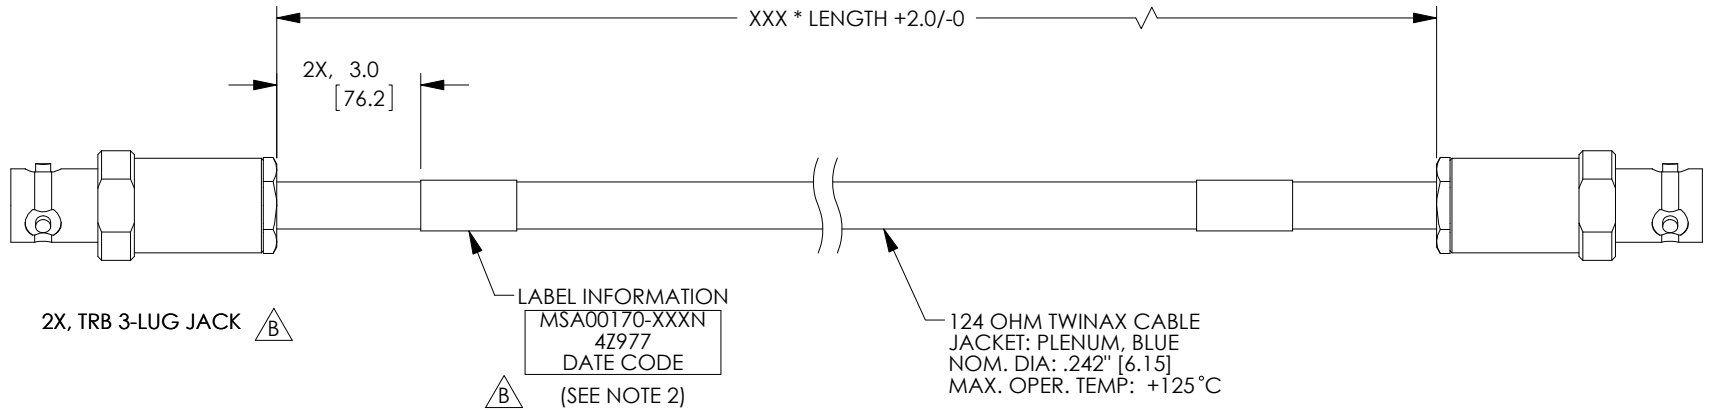 XXX * LENGTH +2.0/-0
2X, 3.0
[76.2]
2X, TRB 3-LUG JACK B
LABEL INFORMATION
MSA00170-XXXN
4Z977
DATE CODE
B (SEE NOTE 2)
124 OHM TWINAX CABLE
JACKET: PLENUM, BLUE
NOM. DIA: .242" [6.15]
MAX. OPER. TEMP: +125°C